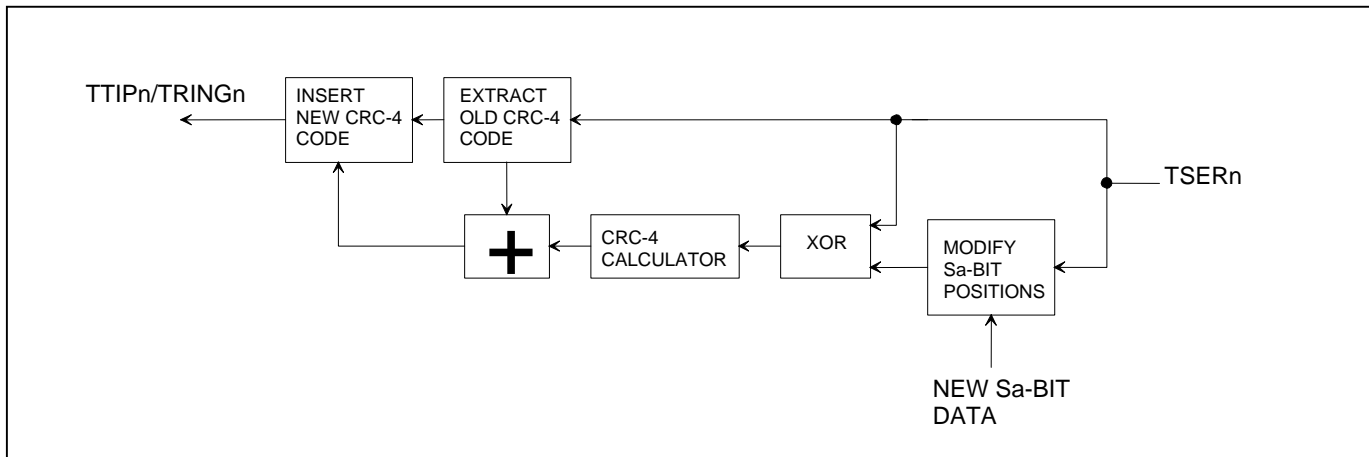 TTIPn/TRINGn
INSERT
NEW CRC-4
CODE
EXTRACT
OLD CRC-4
CODE
TSERn
+
CRC-4
CALCULATOR
XOR
MODIFY
Sa-BIT
POSITIONS
NEW Sa-BIT
DATA